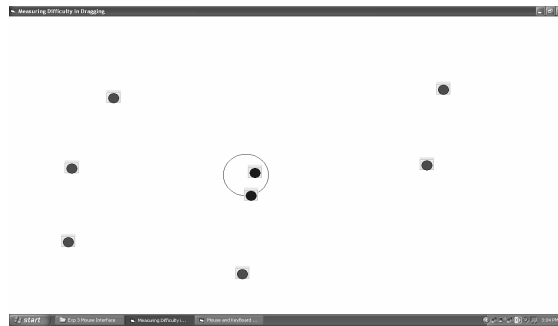 Measuring Difficulty in Dragging
start
Exp 3 Mouse Interface
Measuring Difficulty i...
Mouse and Keyboard ...